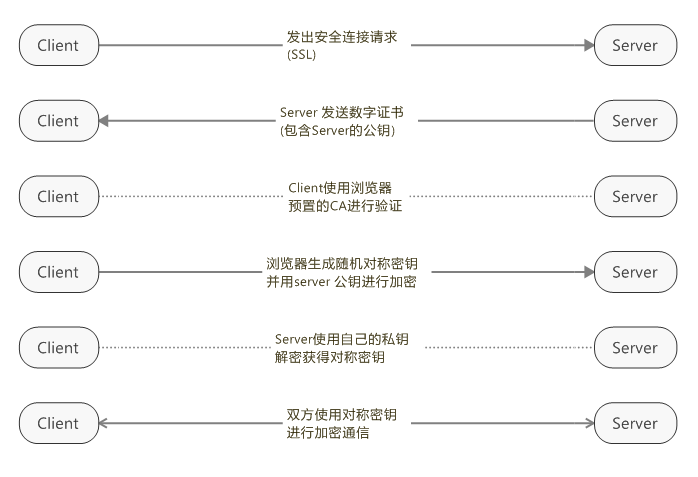 Client
发出安全连接请求
(SSL)
Server
Client
Server 发送数字证书
(包含Server的公钥)
Server
Client
Client使用浏览器
预置的CA进行验证
Server
Client
浏览器生成随机对称密钥
并用server 公钥进行加密
Server
Client
Server使用自己的私钥
解密获得对称密钥
Server
Client
双方使用对称密钥
进行加密通信
Server